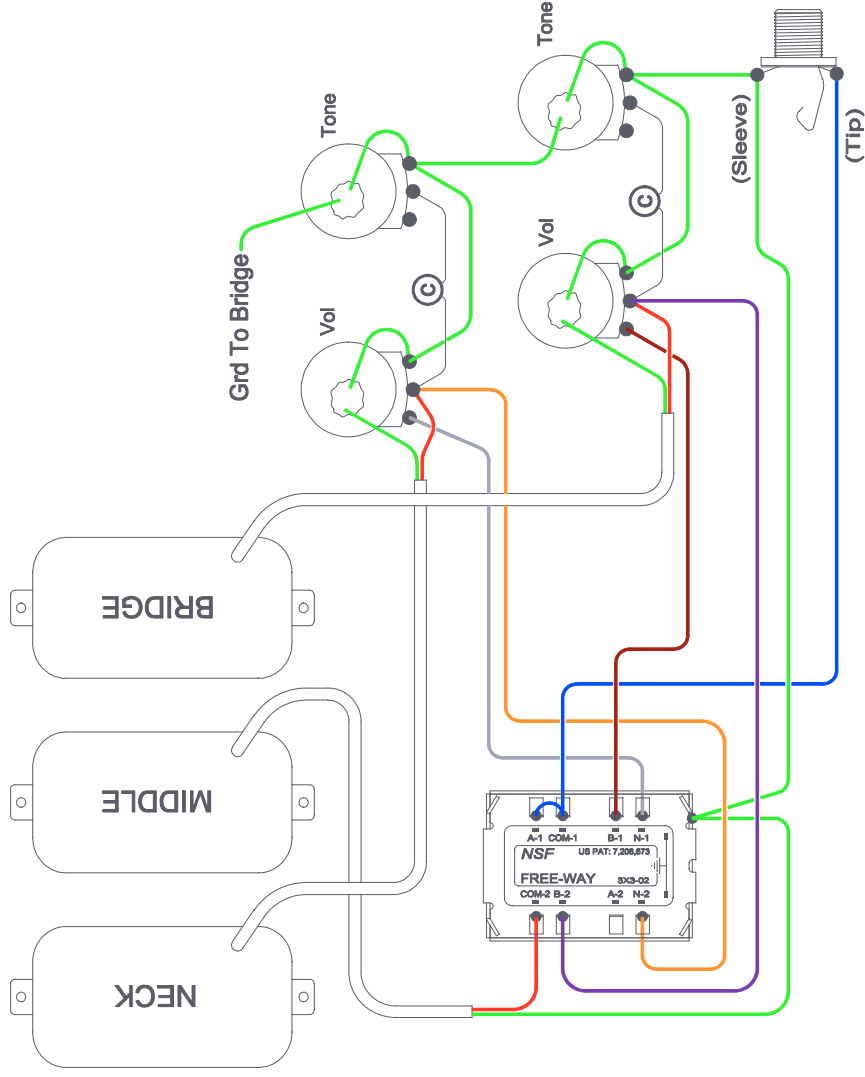 Tone
Tone
(Sleeve)
(Tip)
C
Vol
Grd To Bridge
C
Vol
BRIDGE
MIDDLE
NECK
A-1 COM-1 B-1 N-1
NSF US PAT: 7,208,673
FREE-WAY 3X3-02
COM-2 B-2 A-2 N-2